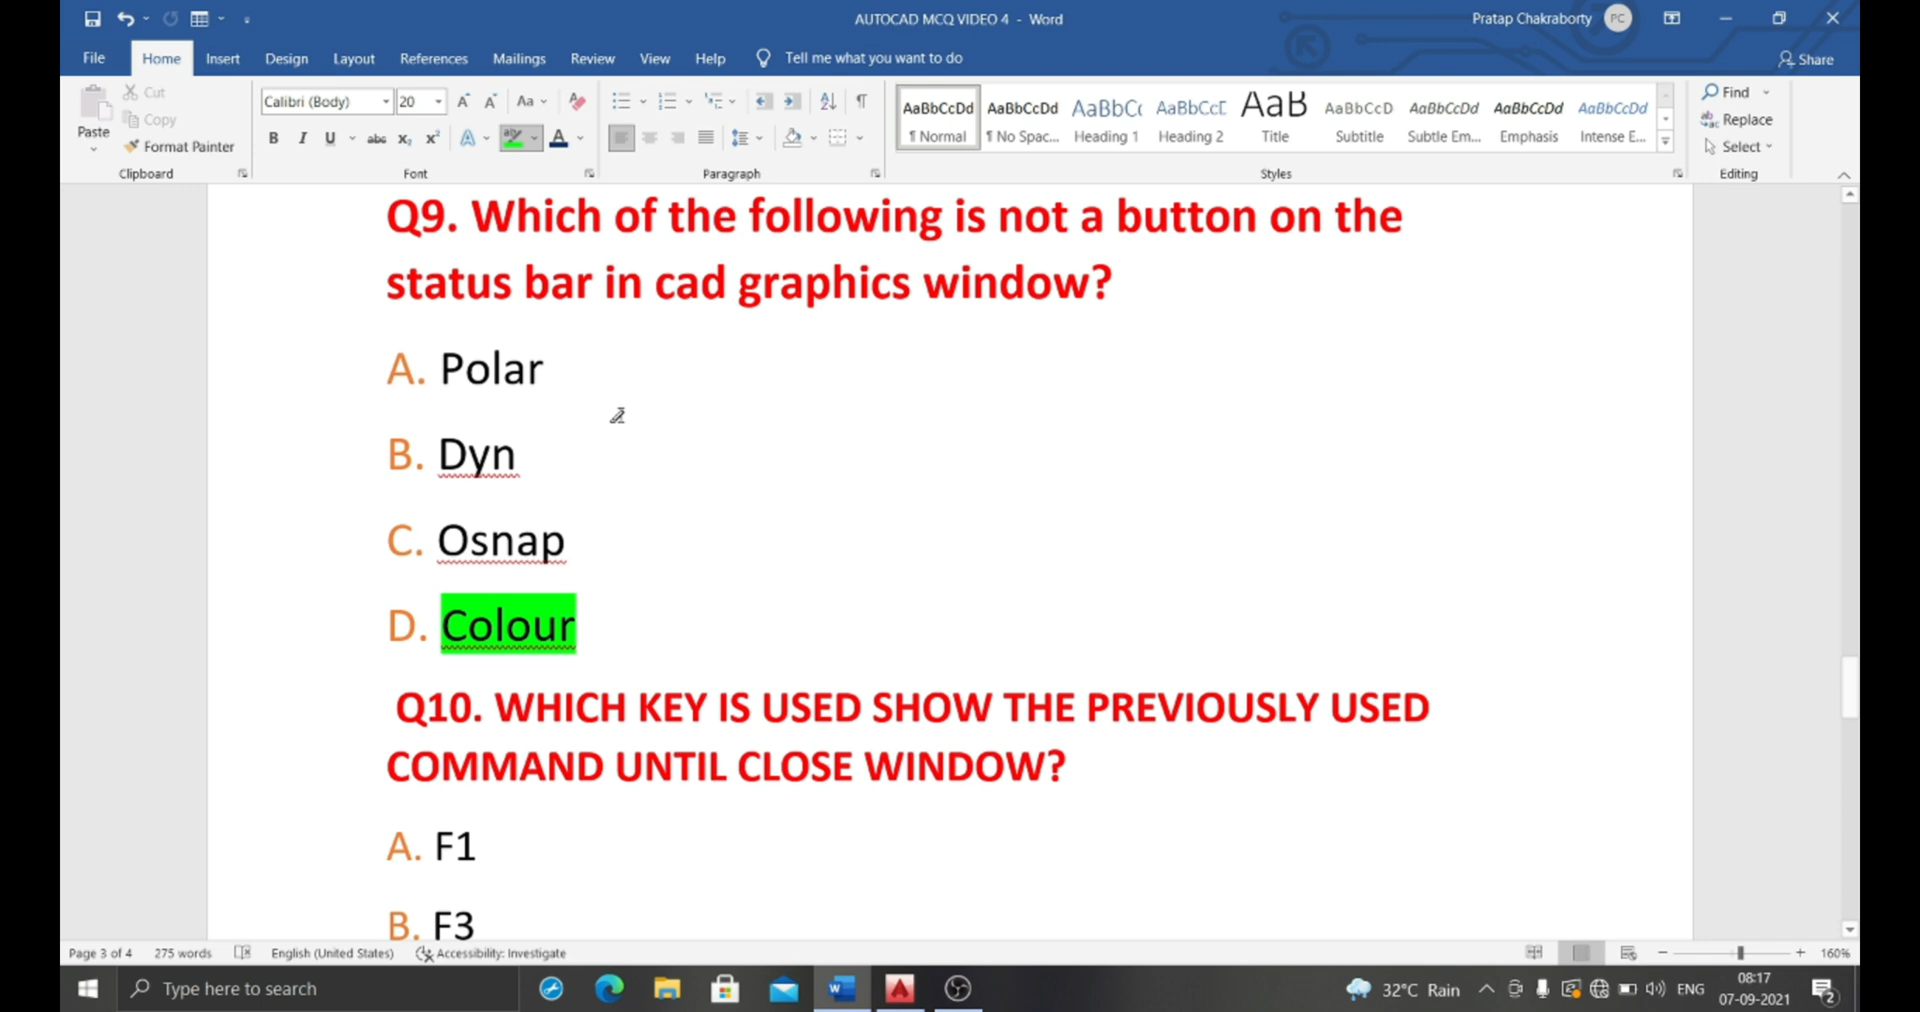 AUTOCAD MCQ VIDEO 4 - Word
Pratap Chakraborty PC
File Home Insert Design Layout References Mailings Review View Help Tell me what you want to do Share
Cut
Copy
Paste
Format Painter
Clipboard
Calibri (Body) 20
Font
Paragraph
AaBbCcDd AaBbCcDd AaBbC AaBbCcD AaB AaBbCcD AaBbCcDd AaBbCcDd AaBbCcDd
¶ Normal ¶ No Spac... Heading 1 Heading 2 Title Subtitle Subtle Em... Emphasis Intense E...
Styles
Find
Replace
Select
Editing
Q9. Which of the following is not a button on the
status bar in cad graphics window?
A. Polar
B. Dyn
C. Osnap
D. Colour
Q10. WHICH KEY IS USED SHOW THE PREVIOUSLY USED
COMMAND UNTIL CLOSE WINDOW?
A. F1
B. F3
Page 3 of 4 275 words English (United States) Accessibility: Investigate 160%
Type here to search
32°C Rain ENG
08:17
07-09-2021
2